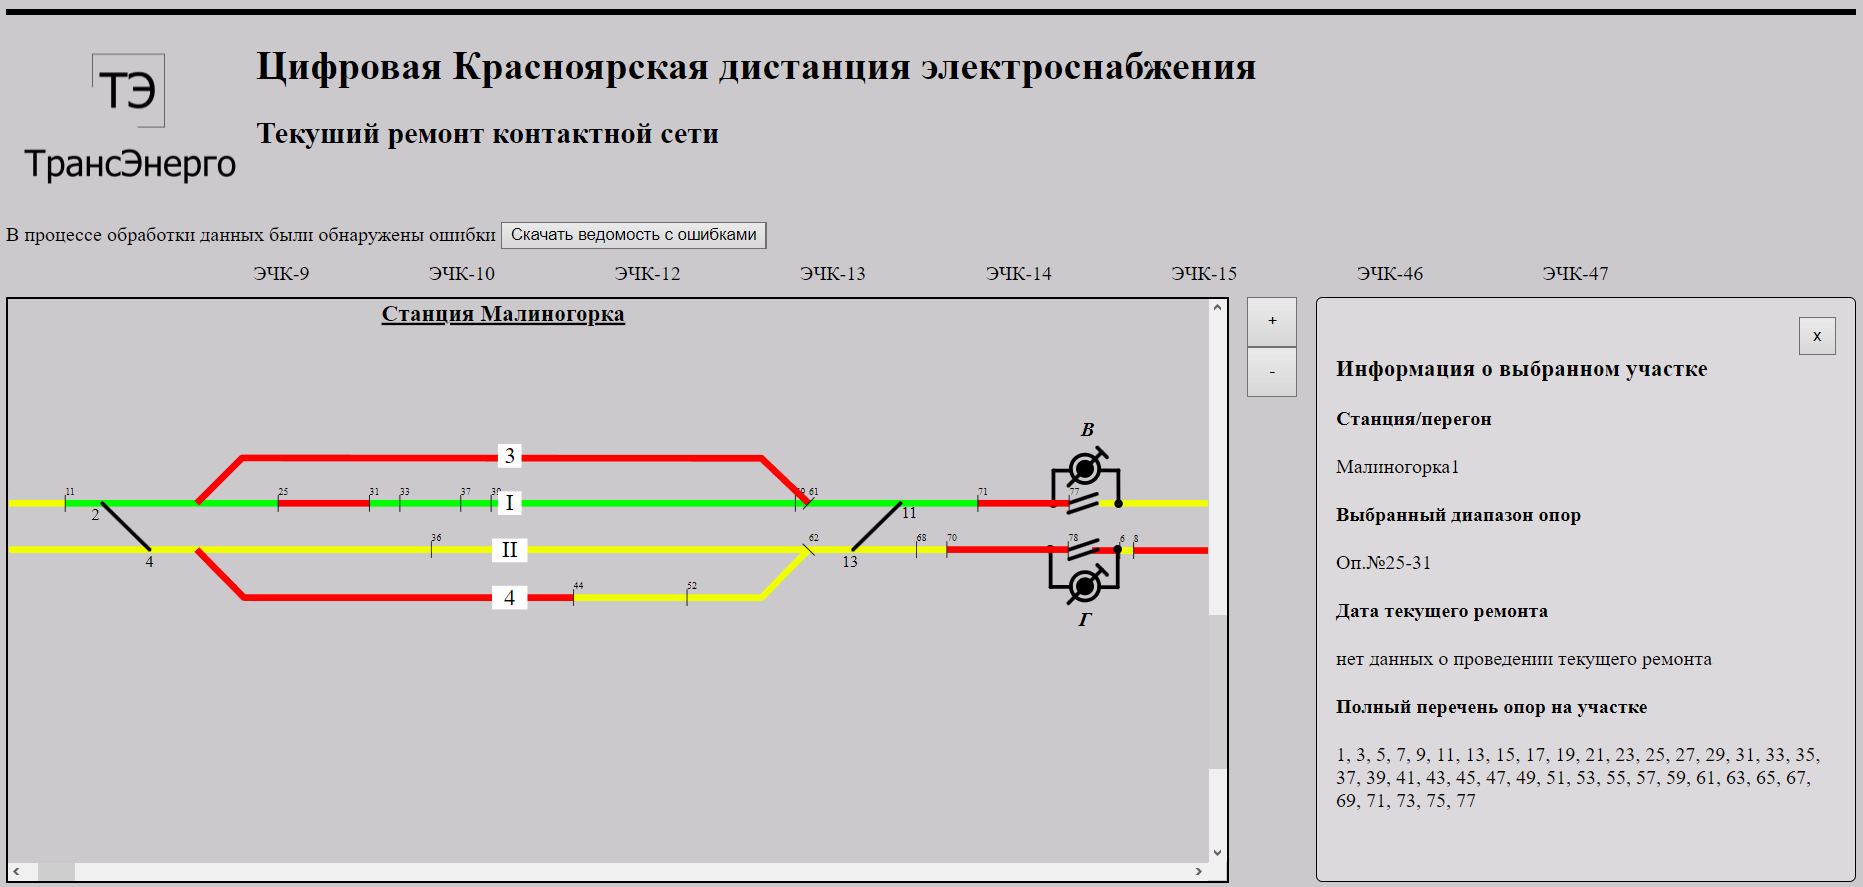 ТЭ
ТрансЭнерго
Цифровая Красноярская дистанция электроснабжения
Текуший ремонт контактной сети
В процессе обработки данных были обнаружены ошибки Скачать ведомость с ошибками
ЭЧК-9 ЭЧК-10 ЭЧК-12 ЭЧК-13 ЭЧК-14 ЭЧК-15 ЭЧК-46 ЭЧК-47
Станция Малиногорка
В
3
11 25 31 33 37 61 71 77
I
2 11
36 62 68 70 78 6 8
II
4 13
44 52
4
Г
+
-
x
Информация о выбранном участке
Станция/перегон
Малиногорка1
Выбранный диапазон опор
Оп.№25-31
Дата текущего ремонта
нет данных о проведении текущего ремонта
Полный перечень опор на участке
1, 3, 5, 7, 9, 11, 13, 15, 17, 19, 21, 23, 25, 27, 29, 31, 33, 35,
37, 39, 41, 43, 45, 47, 49, 51, 53, 55, 57, 59, 61, 63, 65, 67,
69, 71, 73, 75, 77